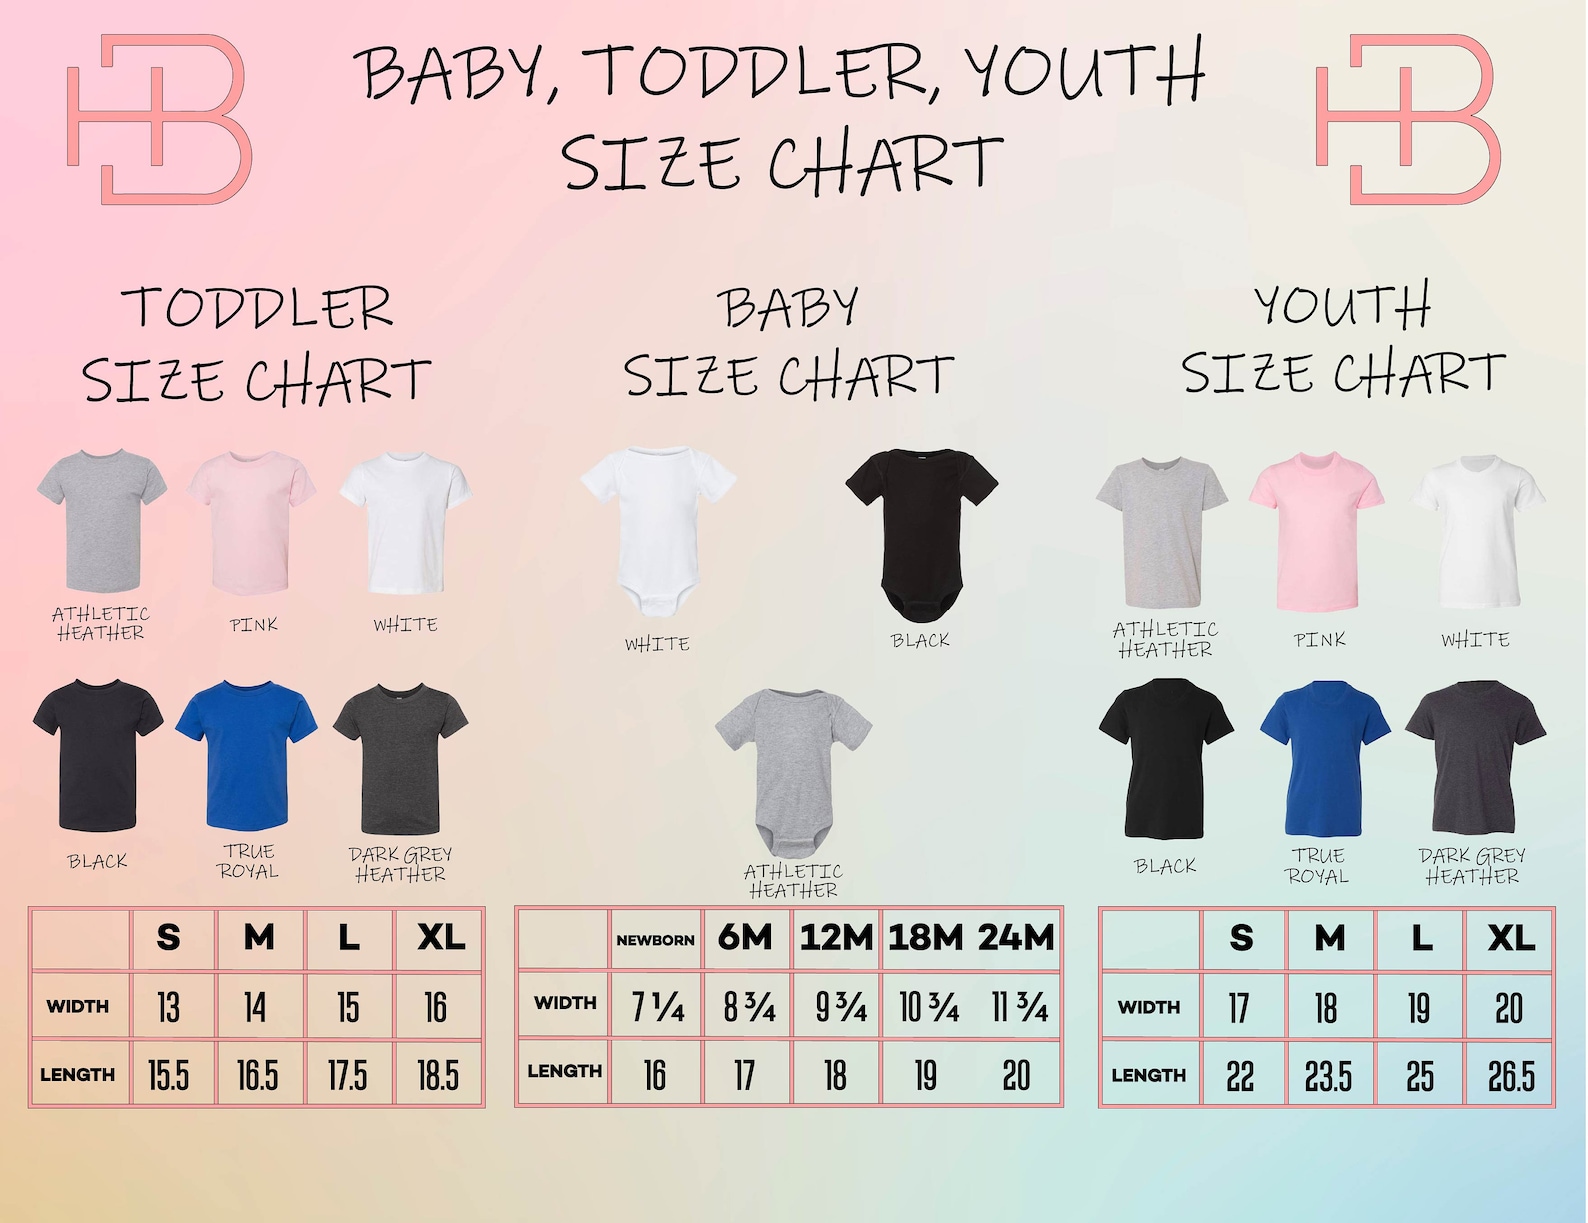 HB
BABY, TODDLER, YOUTH
SIZE CHART
HB
TODDLER
SIZE CHART
ATHLETIC
HEATHER
PINK
WHITE
BLACK
TRUE
ROYAL
DARK GREY
HEATHER
S M L XL
WIDTH 13 14 15 16
LENGTH 15.5 16.5 17.5 18.5
BABY
SIZE CHART
WHITE
BLACK
ATHLETIC
HEATHER
NEWBORN 6M 12M 18M 24M
WIDTH 7 ¼ 8 ¾ 9 ¾ 10 ¾ 11 ¾
LENGTH 16 17 18 19 20
YOUTH
SIZE CHART
ATHLETIC
HEATHER
PINK
WHITE
BLACK
TRUE
ROYAL
DARK GREY
HEATHER
S M L XL
WIDTH 17 18 19 20
LENGTH 22 23.5 25 26.5